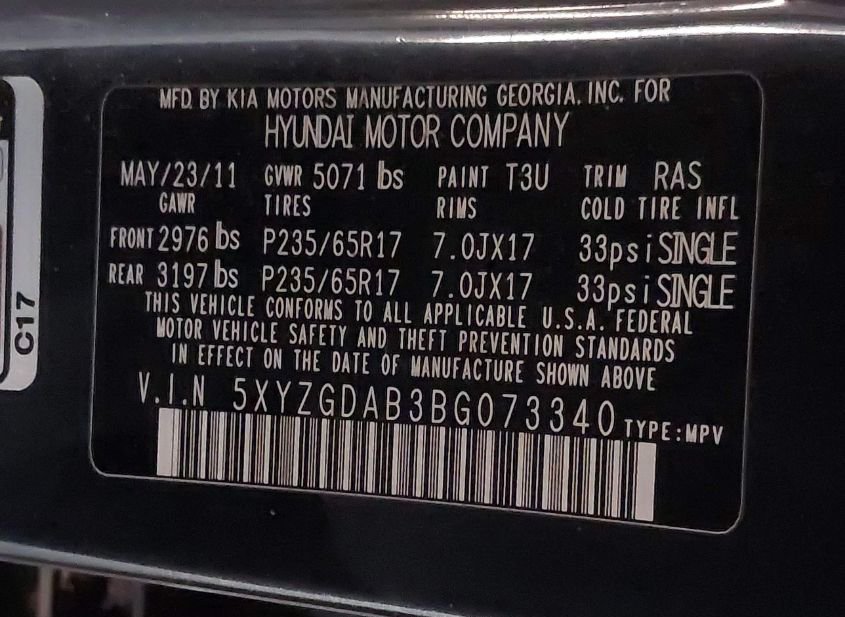 MFD. BY KIA MOTORS MANUFACTURING GEORGIA, INC. FOR
HYUNDAI MOTOR COMPANY
MAY/23/11 GVWR 5071 lbs PAINT T3U TRIM RAS
GAWR TIRES RIMS COLD TIRE INFL
FRONT 2976 lbs P235/65R17 7.0JX17 33psi SINGLE
REAR 3197 lbs P235/65R17 7.0JX17 33psi SINGLE
THIS VEHICLE CONFORMS TO ALL APPLICABLE U.S.A. FEDERAL
MOTOR VEHICLE SAFETY AND THEFT PREVENTION STANDARDS
IN EFFECT ON THE DATE OF MANUFACTURE SHOWN ABOVE
V.I.N 5XYZGDAB3BG073340 TYPE:MPV
C17